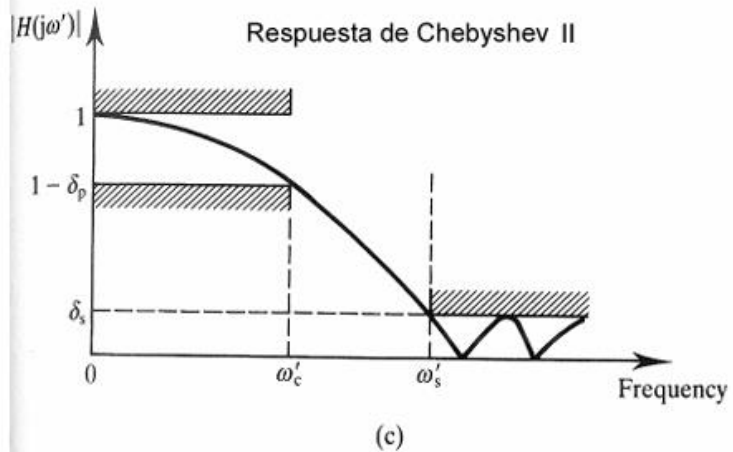 |H(jω')|
Respuesta de Chebyshev II
1
1 − δp
δs
0
ω'c
ω's
Frequency
(c)